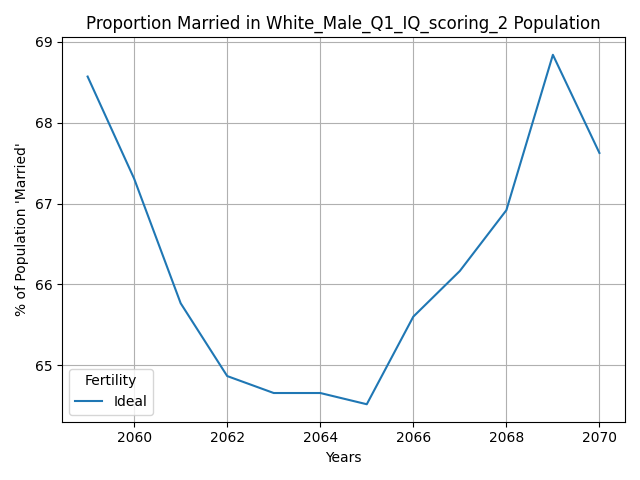 Proportion Married in White_Male_Q1_IQ_scoring_2 Population
% of Population 'Married'
69
68
67
66
65
Fertility
Ideal
2060 2062 2064 2066 2068 2070
Years